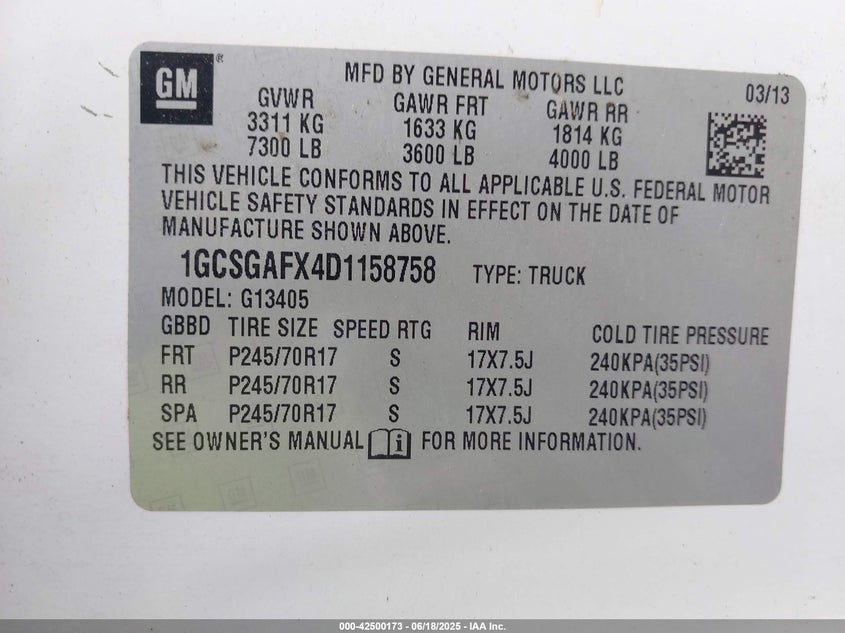 GM®
MFD BY GENERAL MOTORS LLC
03/13
GVWR GAWR FRT GAWR RR
3311 KG 1633 KG 1814 KG
7300 LB 3600 LB 4000 LB
THIS VEHICLE CONFORMS TO ALL APPLICABLE U.S. FEDERAL MOTOR
VEHICLE SAFETY STANDARDS IN EFFECT ON THE DATE OF
MANUFACTURE SHOWN ABOVE.
1GCSGAFX4D1158758 TYPE: TRUCK
MODEL: G13405
GBBD TIRE SIZE SPEED RTG RIM COLD TIRE PRESSURE
FRT P245/70R17 S 17X7.5J 240KPA(35PSI)
RR P245/70R17 S 17X7.5J 240KPA(35PSI)
SPA P245/70R17 S 17X7.5J 240KPA(35PSI)
SEE OWNER'S MANUAL i FOR MORE INFORMATION.
000-42500173 - 06/18/2025 - IAA Inc.